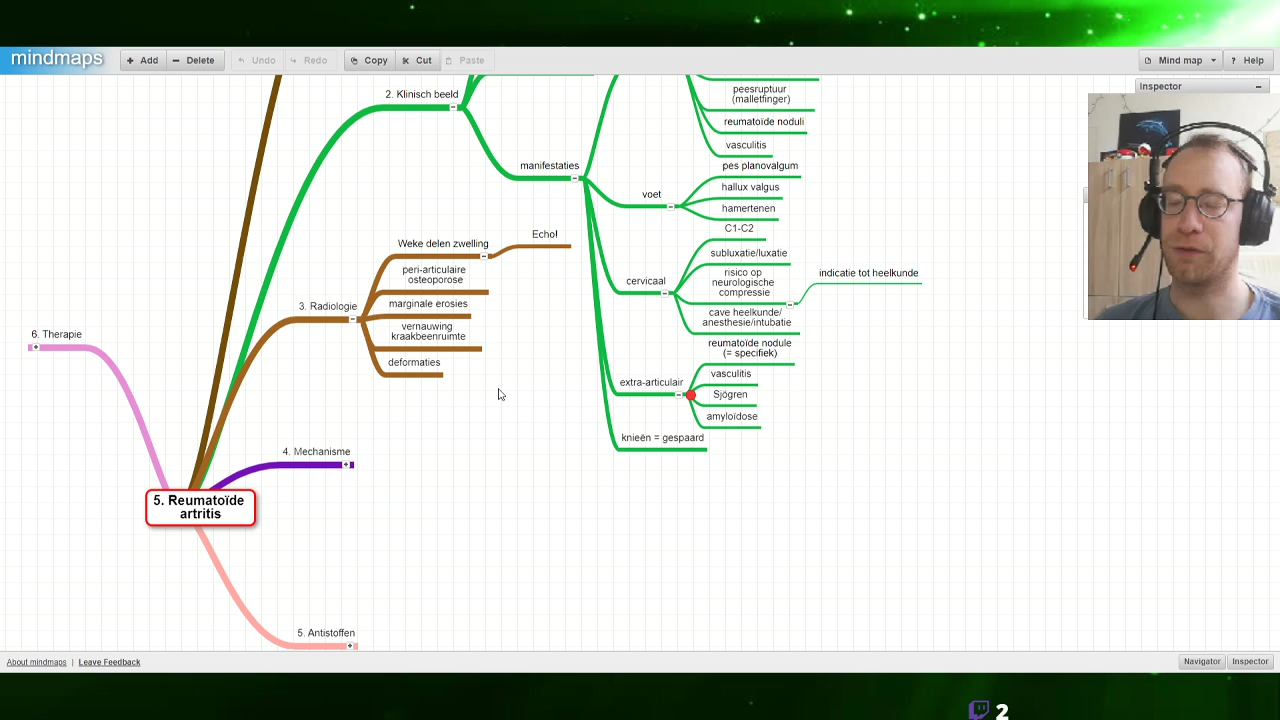 mindmaps
Add
Delete
Undo
Redo
Copy
Cut
Paste
Mind map
? Help
Inspector
2. Klinisch beeld
manifestaties
peesruptuur
(malletfinger)
reumatoïde noduli
vasculitis
voet
pes planovalgum
hallux valgus
hamertenen
cervicaal
C1-C2
subluxatie/luxatie
risico op
neurologische
compressie
indicatie tot heelkunde
cave heelkunde/
anesthesie/intubatie
extra-articulair
reumatoïde nodule
(= specifiek)
vasculitis
Sjögren
amyloïdose
knieën = gespaard
3. Radiologie
Weke delen zwelling
Echo!
peri-articulaire
osteoporose
marginale erosies
vernauwing
kraakbeenruimte
deformaties
6. Therapie
4. Mechanisme
5. Reumatoïde
artritis
5. Antistoffen
About mindmaps | Leave Feedback
Navigator
Inspector
2